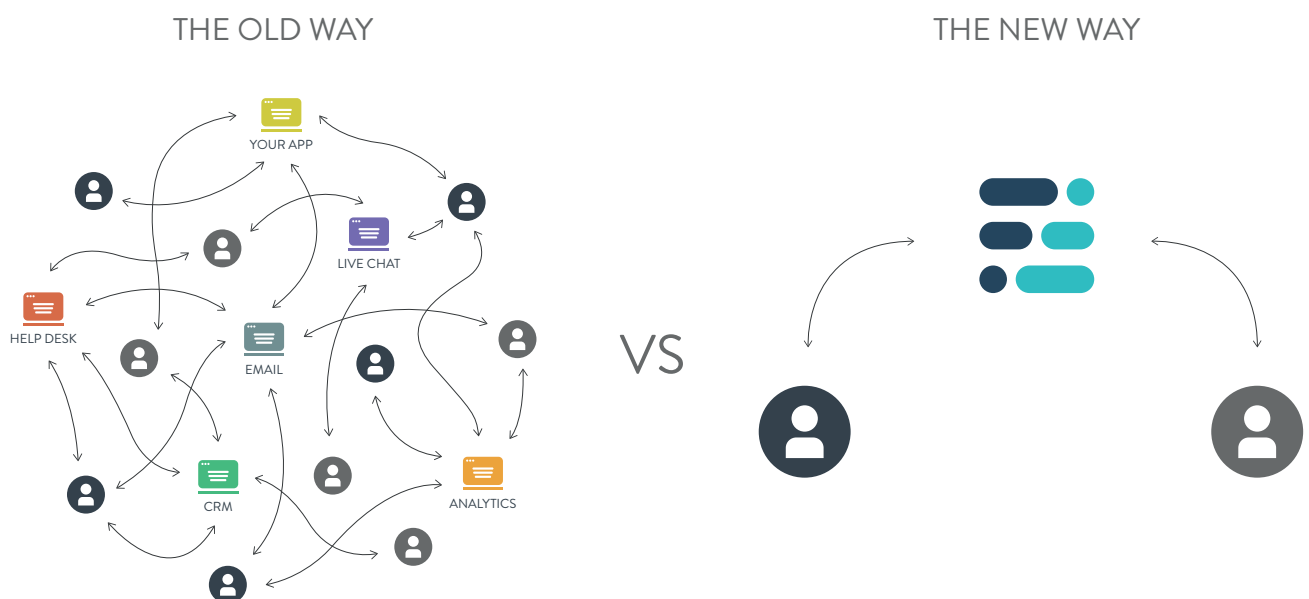 THE OLD WAY
THE NEW WAY
YOUR APP
LIVE CHAT
HELP DESK
EMAIL
VS
CRM
ANALYTICS